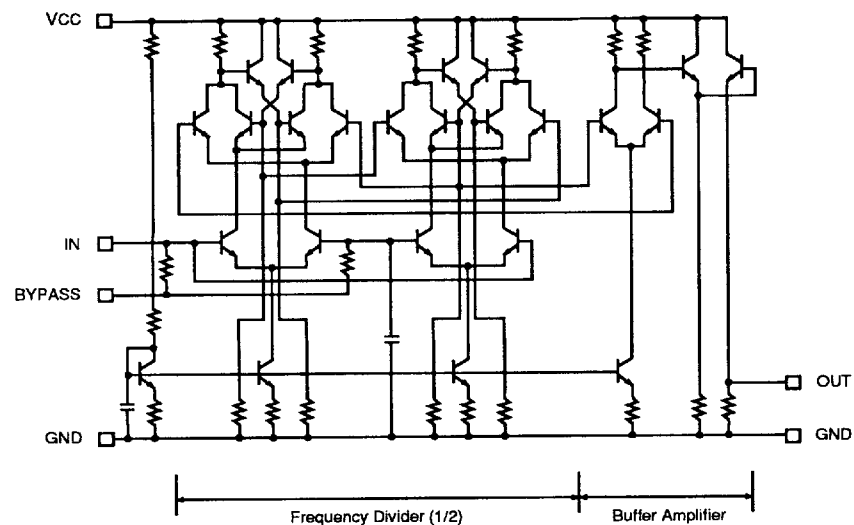 VCC
IN
BYPASS
OUT
GND
GND
Frequency Divider (1/2)
Buffer Amplifier